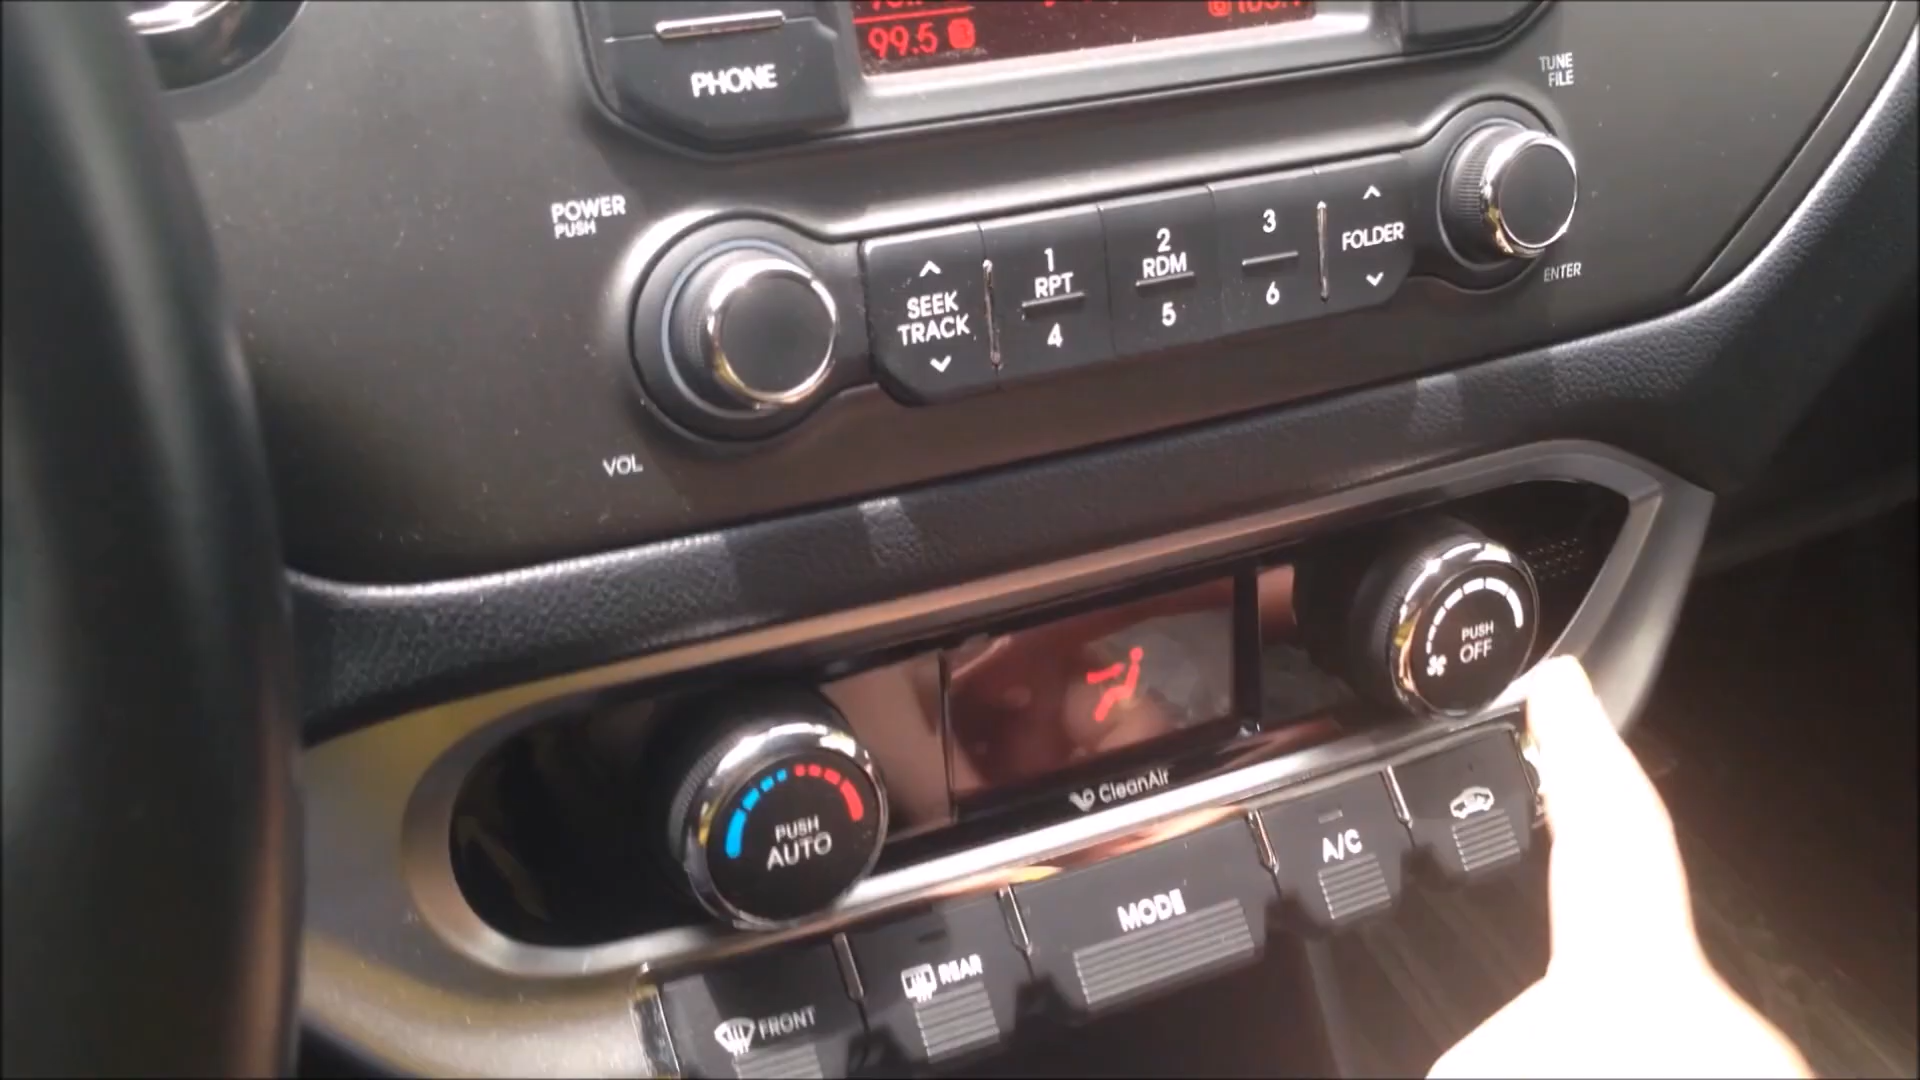 99.5
PHONE
TUNE
FILE
POWER
PUSH
VOL
SEEK
TRACK
1
RPT
4
2
RDM
5
3
6
FOLDER
ENTER
PUSH
OFF
PUSH
AUTO
CleanAir
A/C
MODE
REAR
FRONT